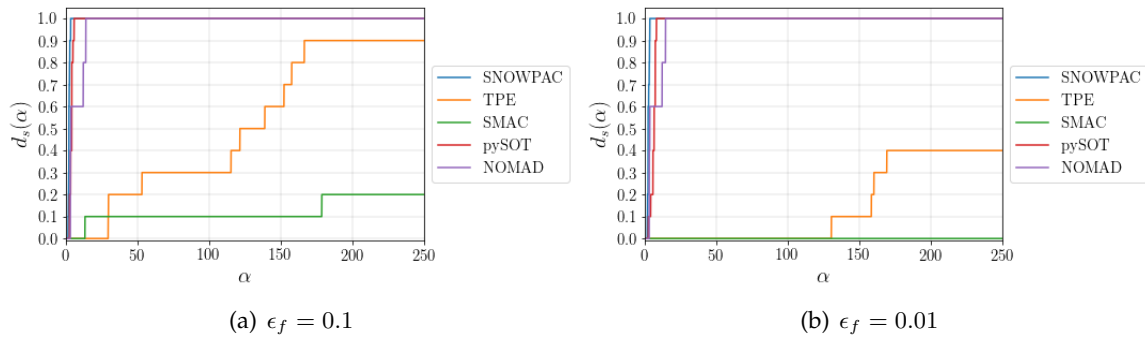 1.0
0.9
0.8
0.7
0.6
0.5
0.4
0.3
0.2
0.1
0.0
d_s(α)
0 50 100 150 200 250
α
SNOWPAC
TPE
SMAC
pySOT
NOMAD
(a) ϵ_f = 0.1
1.0
0.9
0.8
0.7
0.6
0.5
0.4
0.3
0.2
0.1
0.0
d_s(α)
0 50 100 150 200 250
α
SNOWPAC
TPE
SMAC
pySOT
NOMAD
(b) ϵ_f = 0.01